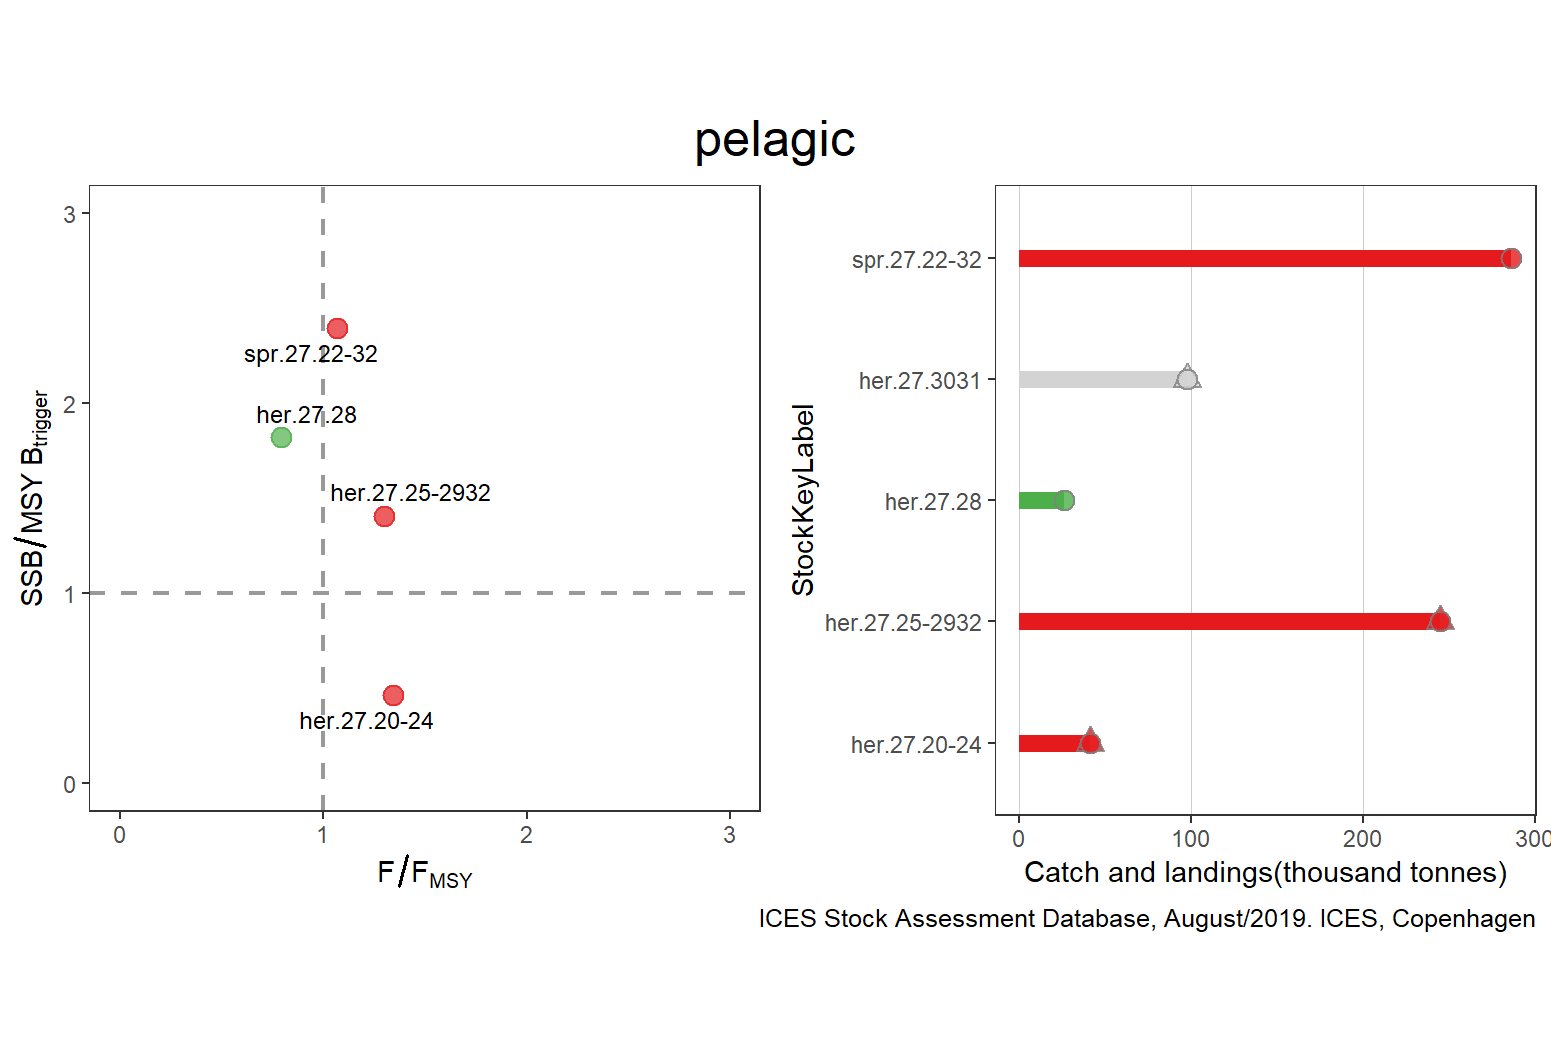 pelagic
SSB/MSY Btrigger
3
2
1
0
spr.27.22-32
her.27.28
her.27.25-2932
her.27.20-24
0 1 2 3
F/FMSY
StockKeyLabel
spr.27.22-32
her.27.3031
her.27.28
her.27.25-2932
her.27.20-24
0 100 200 300
Catch and landings(thousand tonnes)
ICES Stock Assessment Database, August/2019. ICES, Copenhagen